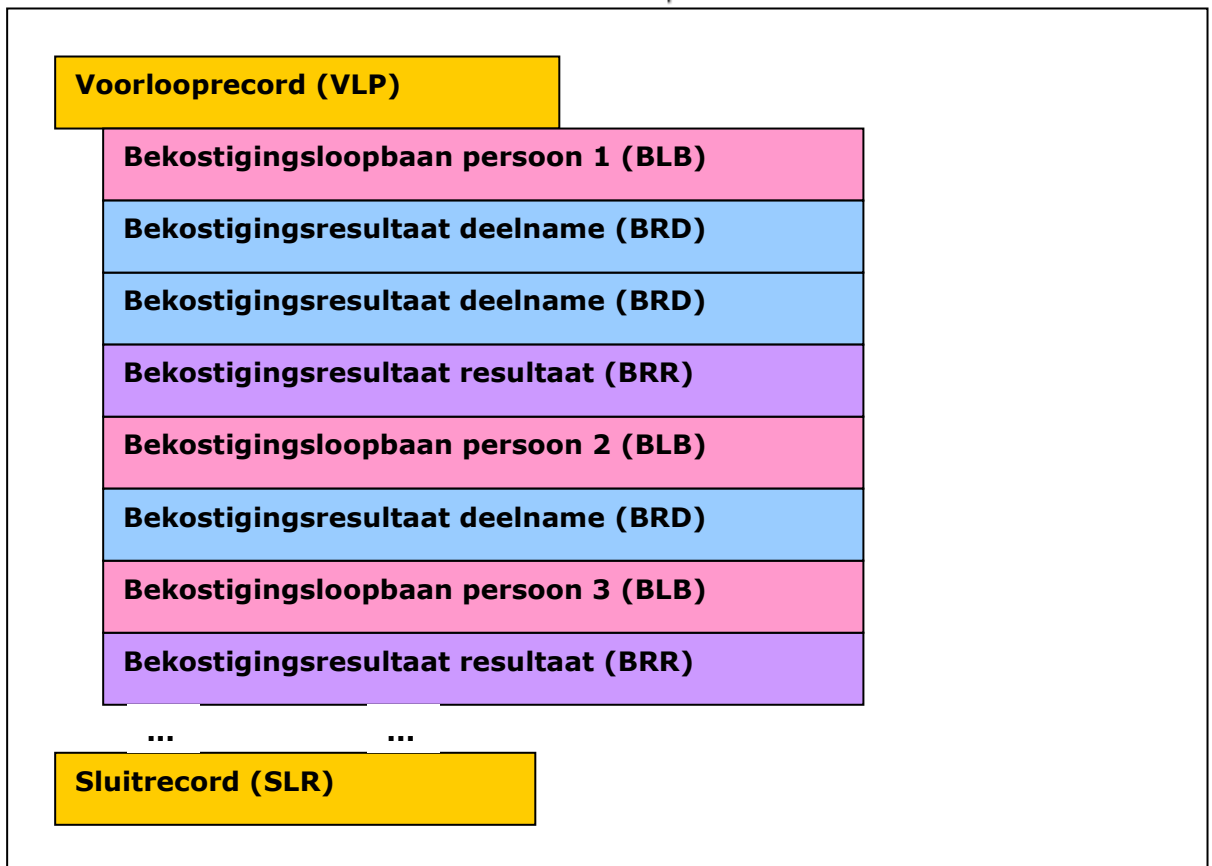 Voorlooprecord (VLP)
Bekostigingsloopbaan persoon 1 (BLB)
Bekostigingsresultaat deelname (BRD)
Bekostigingsresultaat deelname (BRD)
Bekostigingsresultaat resultaat (BRR)
Bekostigingsloopbaan persoon 2 (BLB)
Bekostigingsresultaat deelname (BRD)
Bekostigingsloopbaan persoon 3 (BLB)
Bekostigingsresultaat resultaat (BRR)
... ...
Sluitrecord (SLR)